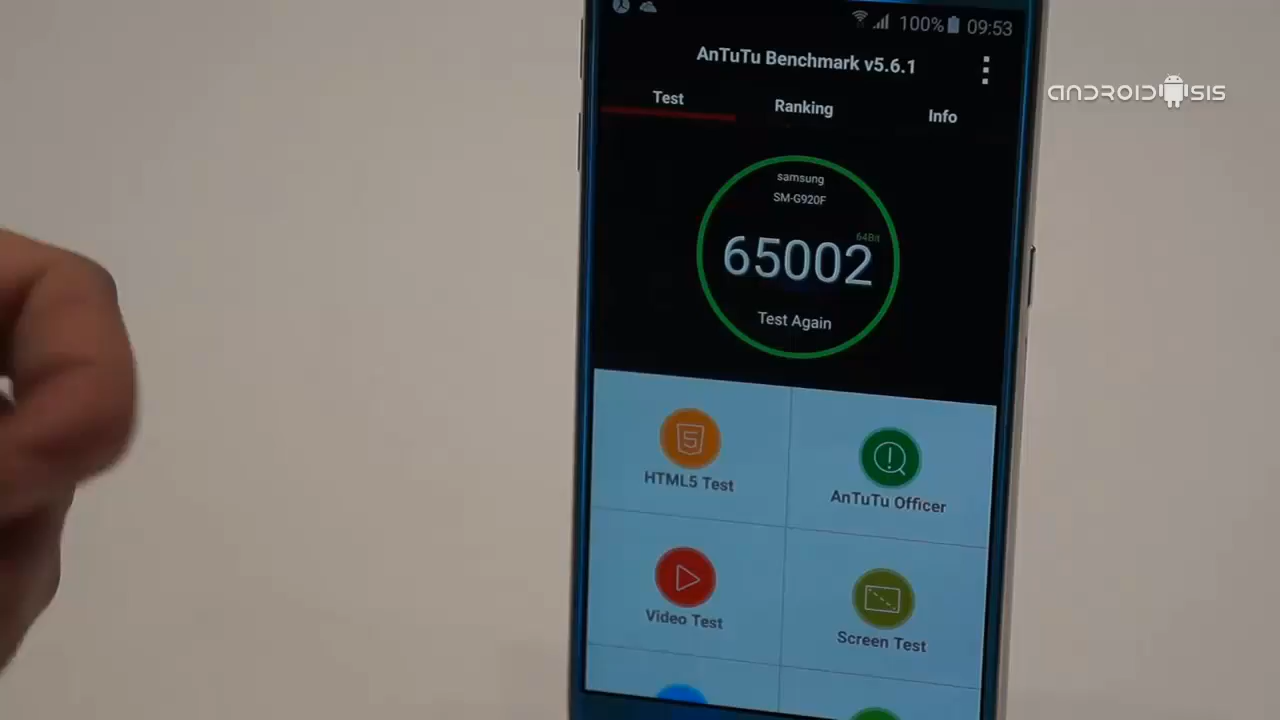 100% 09:53
AnTuTu Benchmark v5.6.1
ANDROIDSIS
Test Ranking Info
samsung
SM-G920F
64Bit
65002
Test Again
5
HTML5 Test
AnTuTu Officer
Video Test
Screen Test